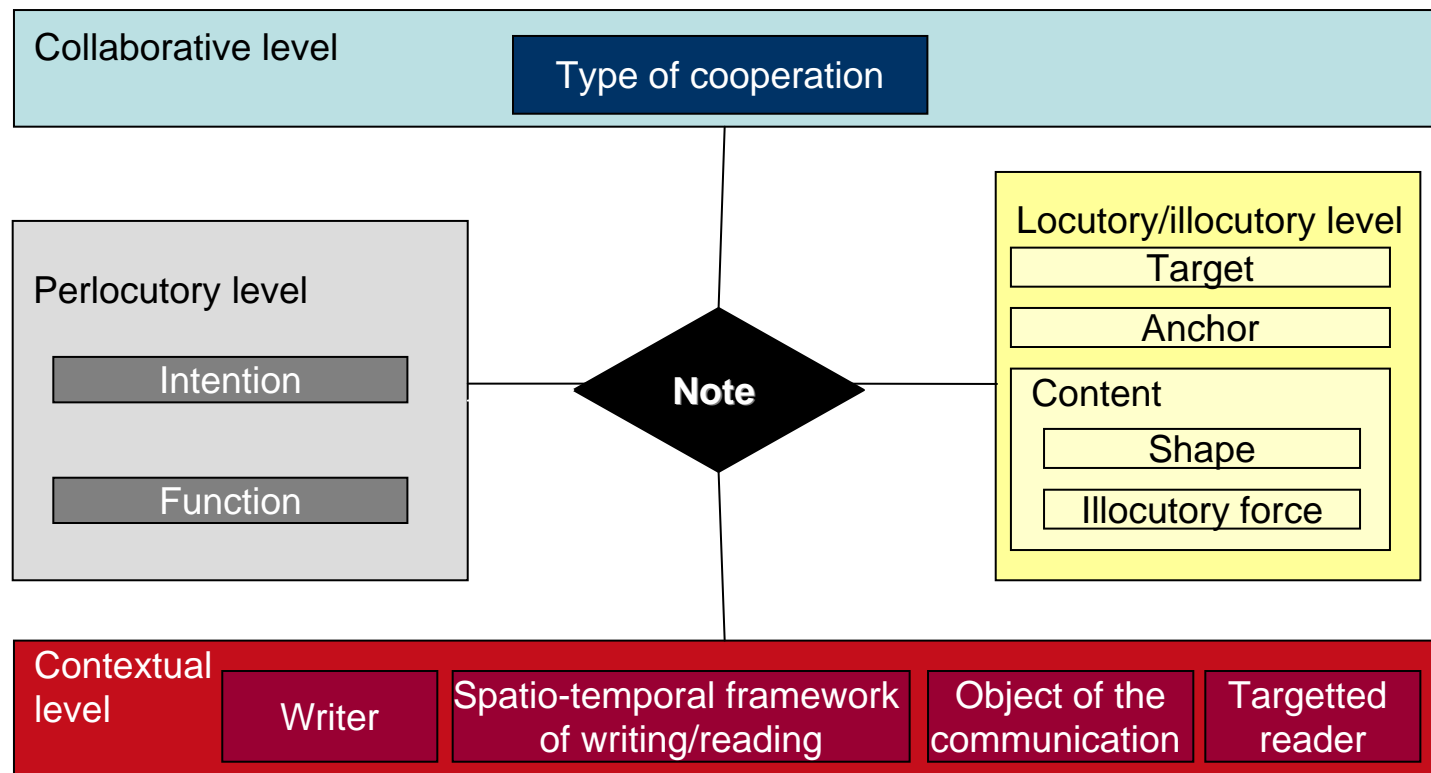 Collaborative level
Type of cooperation
Perlocutory level
Intention
Function
Note
Locutory/illocutory level
Target
Anchor
Content
Shape
Illocutory force
Contextual
level
Writer
Spatio-temporal framework
of writing/reading
Object of the
communication
Targetted
reader